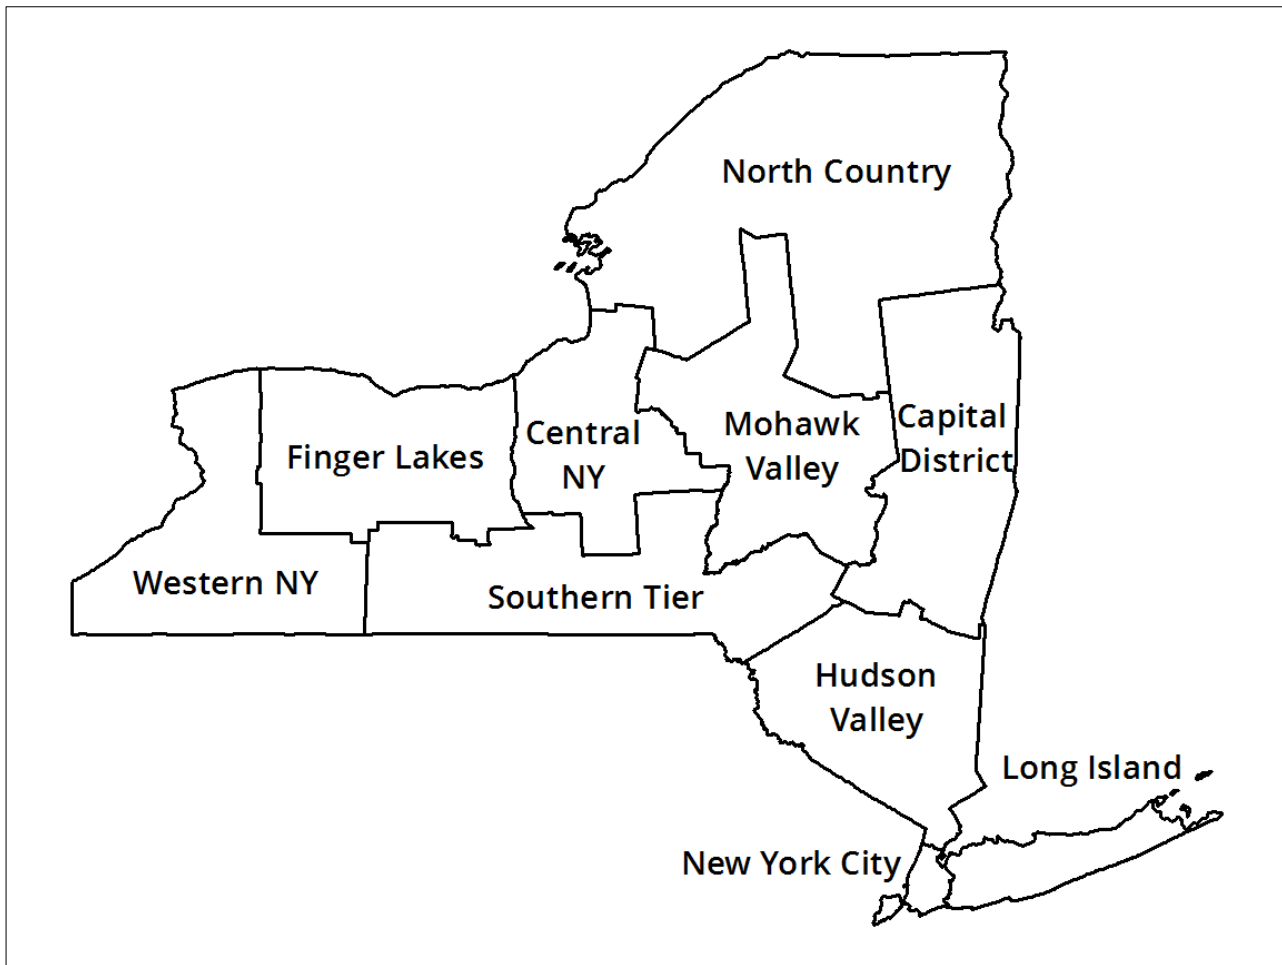 North Country
Capital
District
Mohawk
Valley
Central
NY
Finger Lakes
Western NY
Southern Tier
Hudson
Valley
Long Island
New York City